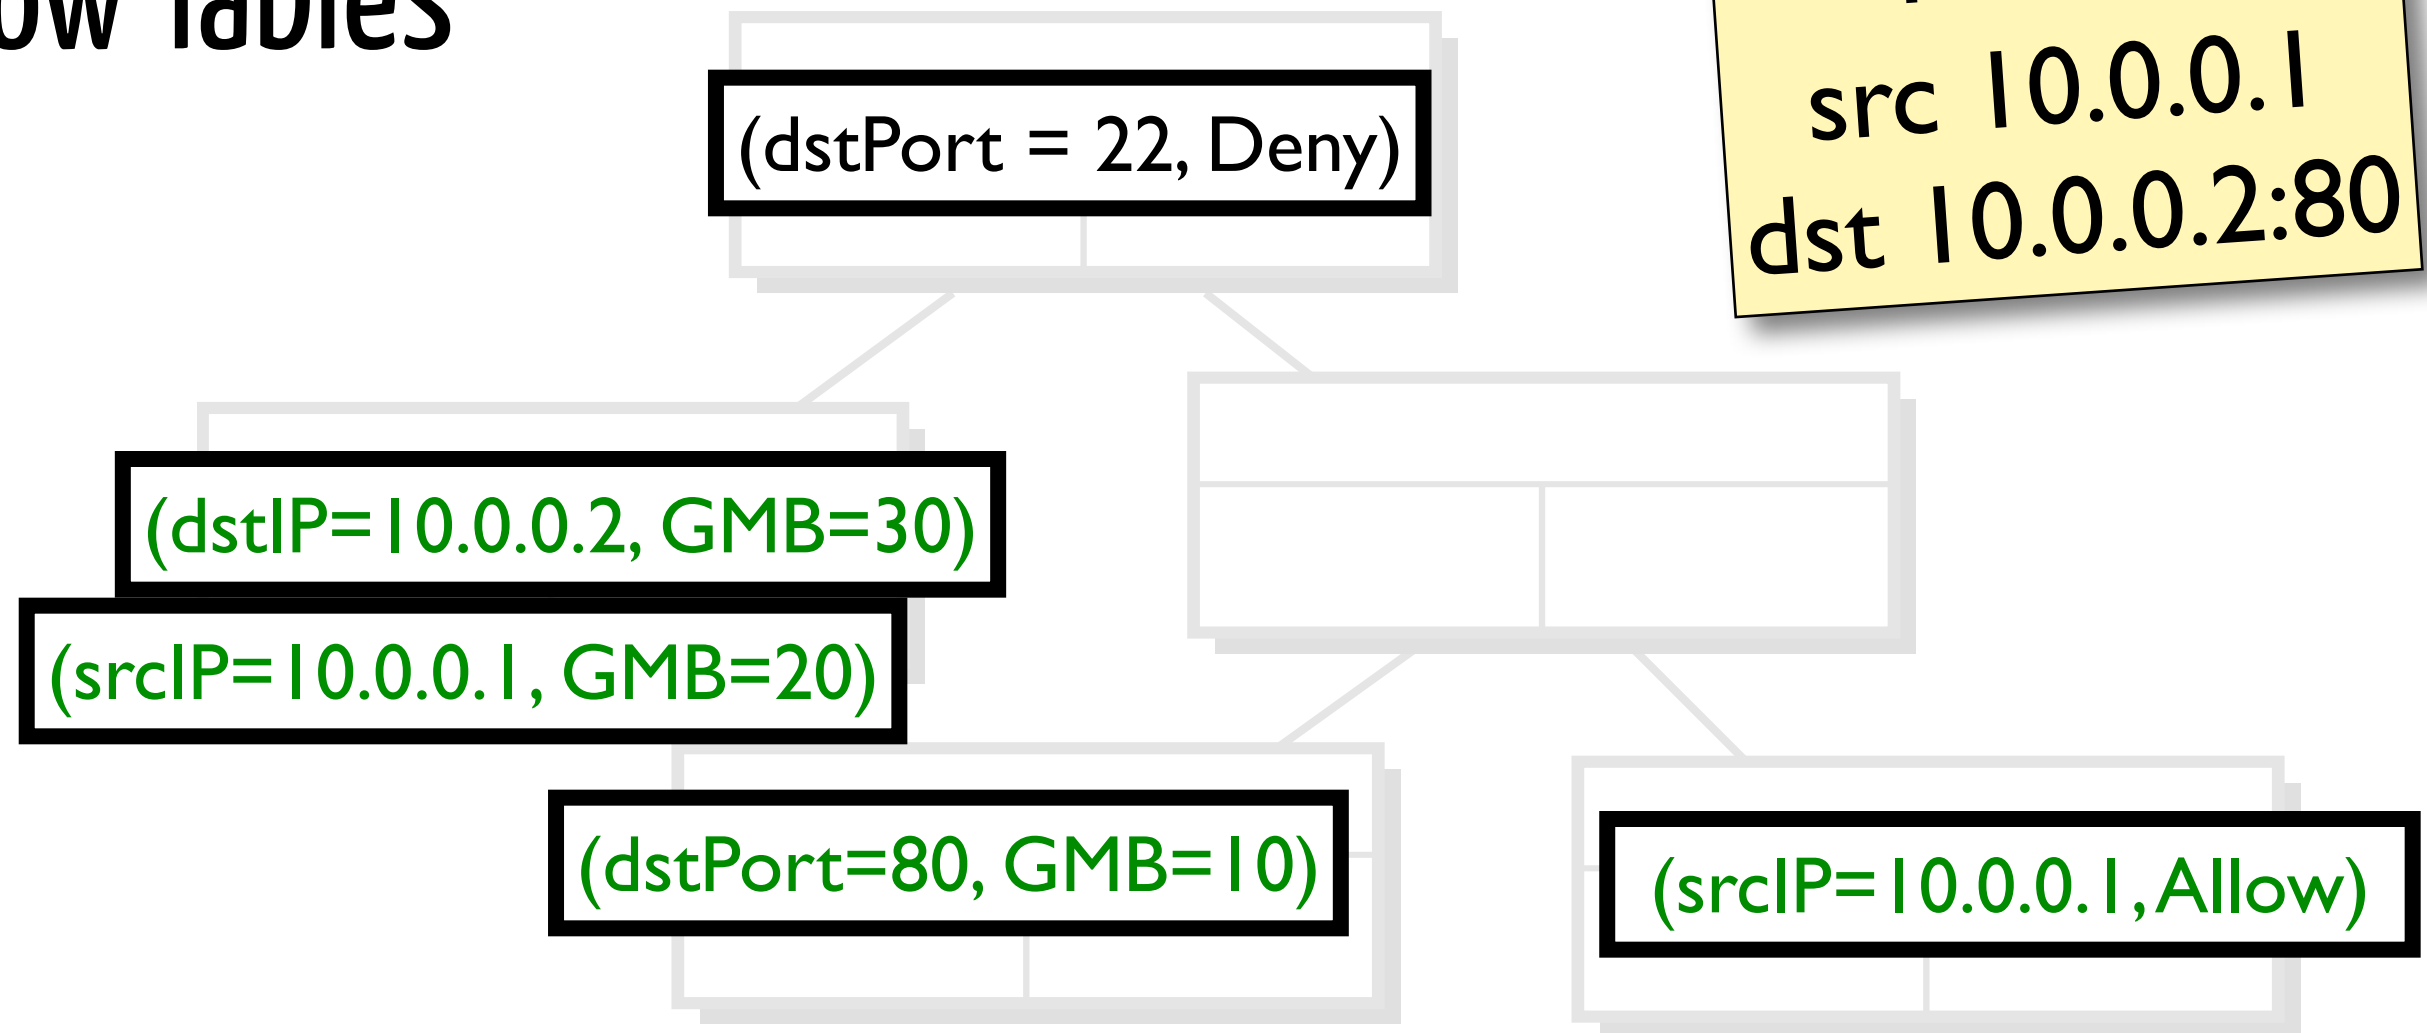 ow Tables
src 10.0.0.1
dst 10.0.0.2:80
(dstPort = 22, Deny)
(dstIP=10.0.0.2, GMB=30)
(srcIP=10.0.0.1, GMB=20)
(dstPort=80, GMB=10)
(srcIP=10.0.0.1, Allow)